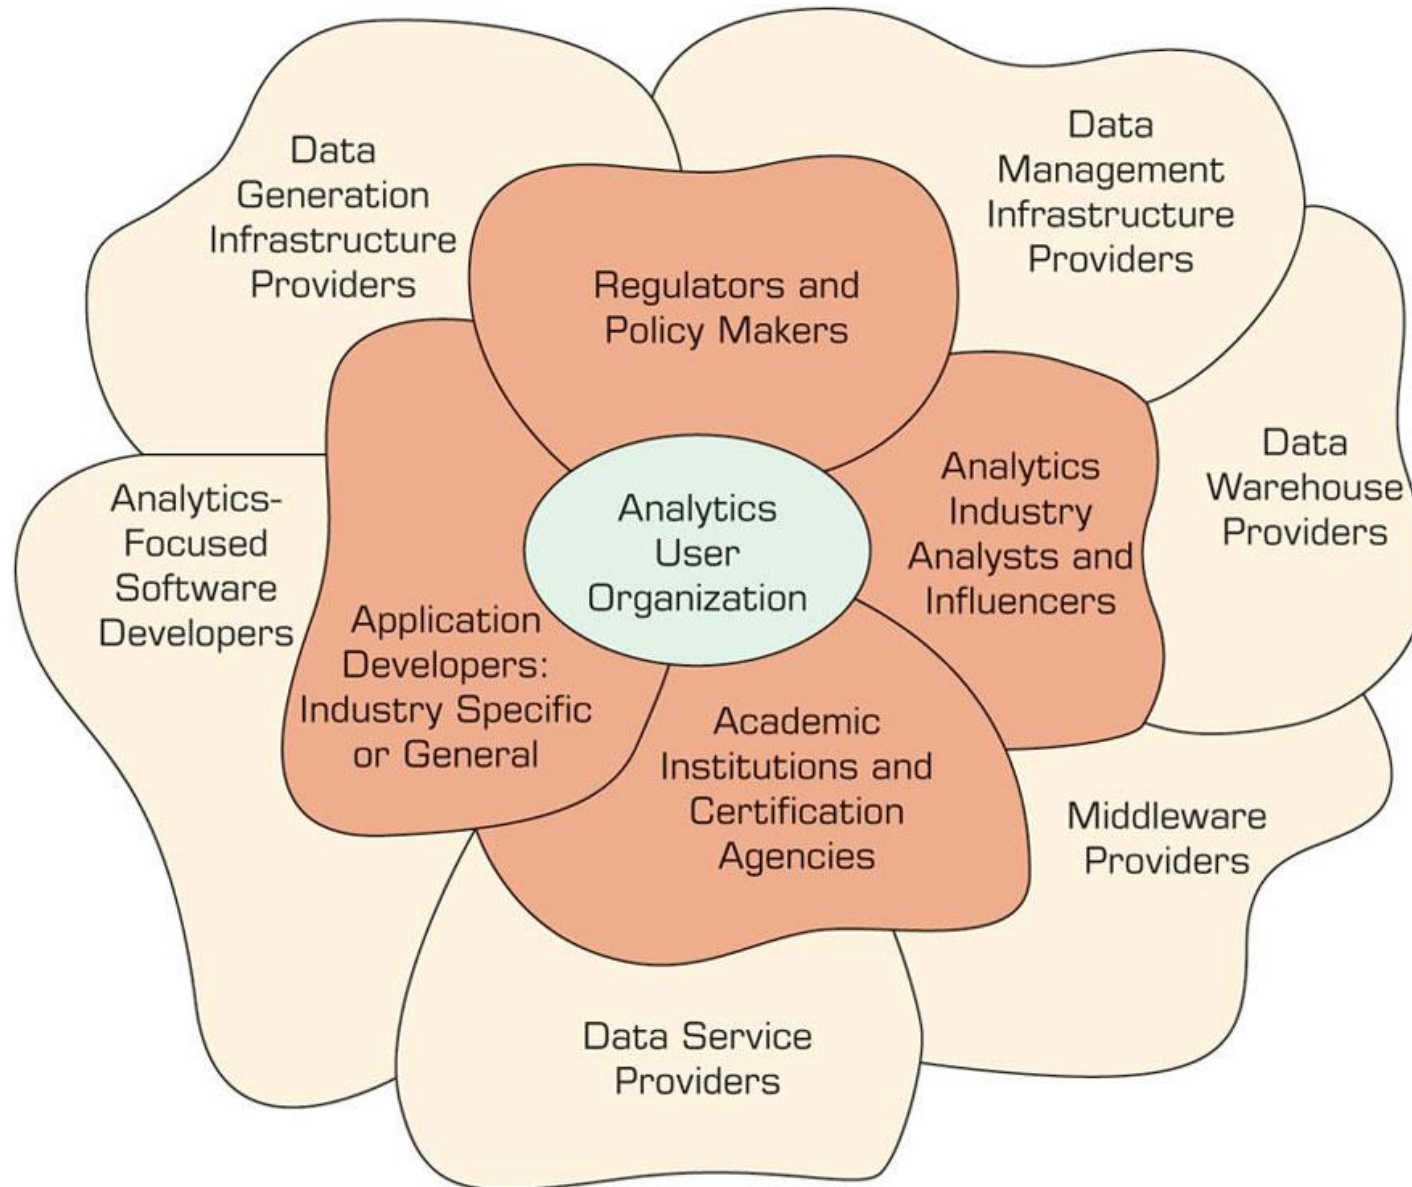 Data
Generation
Infrastructure
Providers
Data
Management
Infrastructure
Providers
Regulators and
Policy Makers
Analytics
Industry
Analysts and
Influencers
Data
Warehouse
Providers
Analytics-
Focused
Software
Developers
Analytics
User
Organization
Application
Developers:
Industry Specific
or General
Academic
Institutions and
Certification
Agencies
Middleware
Providers
Data Service
Providers